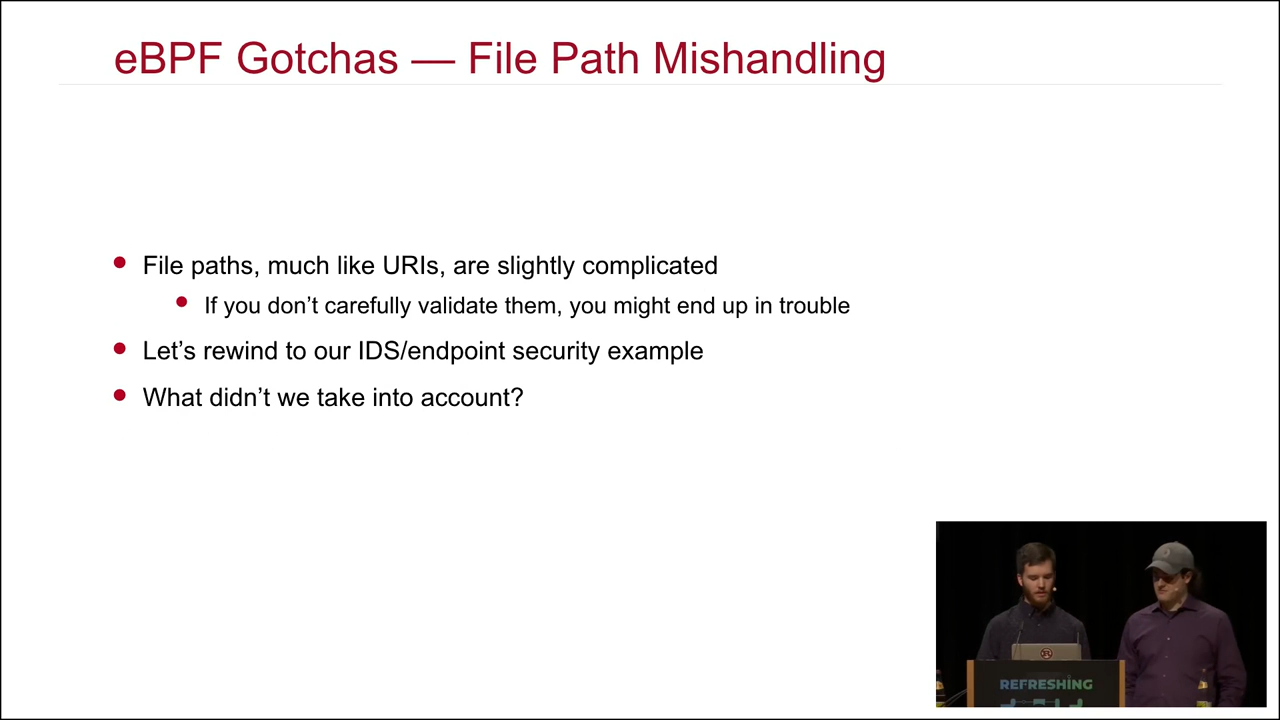 eBPF Gotchas — File Path Mishandling
File paths, much like URIs, are slightly complicated
If you don’t carefully validate them, you might end up in trouble
Let’s rewind to our IDS/endpoint security example
What didn’t we take into account?
REFRESHING